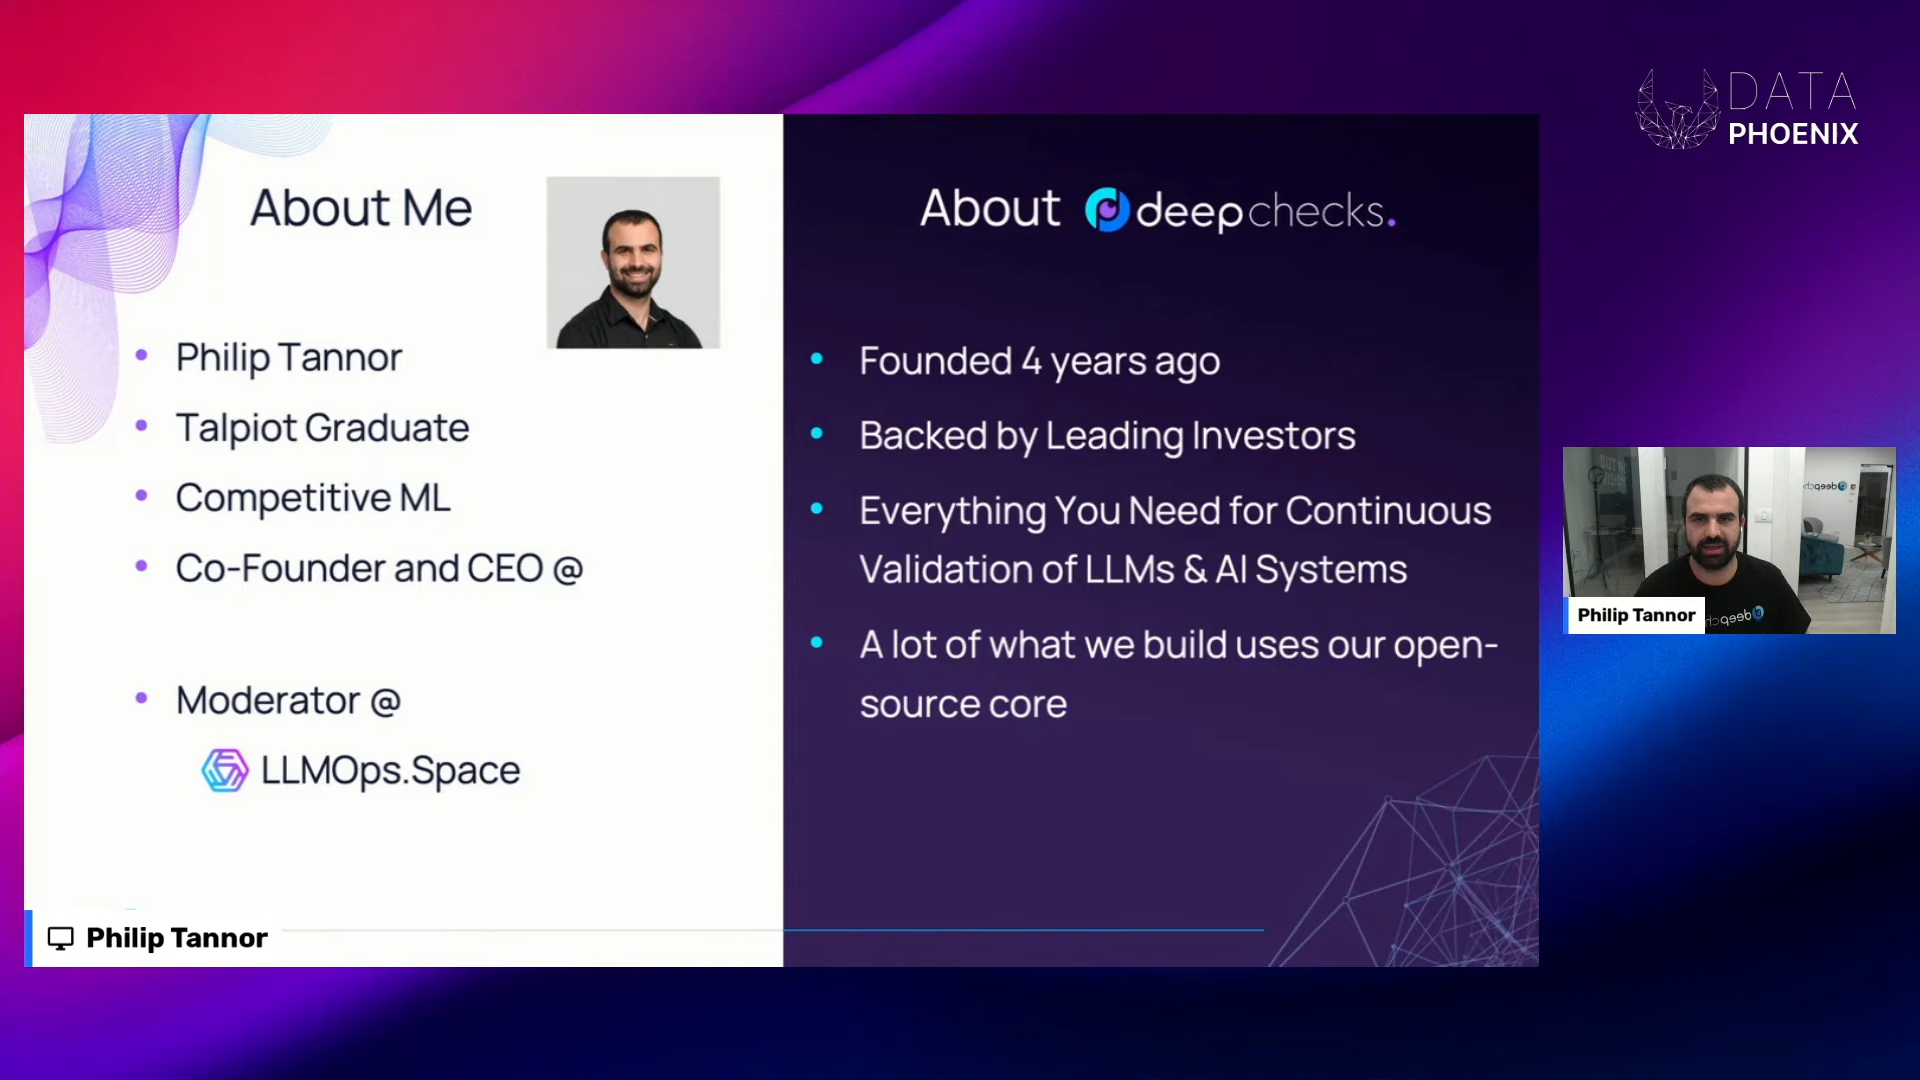 DATA
PHOENIX
About Me
Philip Tannor
Talpiot Graduate
Competitive ML
Co-Founder and CEO @
Moderator @
LLMOps.Space
About deepchecks.
Founded 4 years ago
Backed by Leading Investors
Everything You Need for Continuous
Validation of LLMs & AI Systems
A lot of what we build uses our open-
source core
Philip Tannor
Philip Tannor